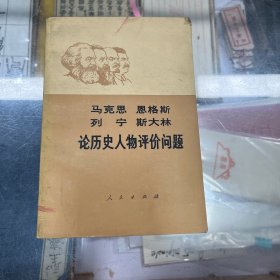 马克思 恩格斯
列宁 斯大林
论历史人物评价问题
人民出版社